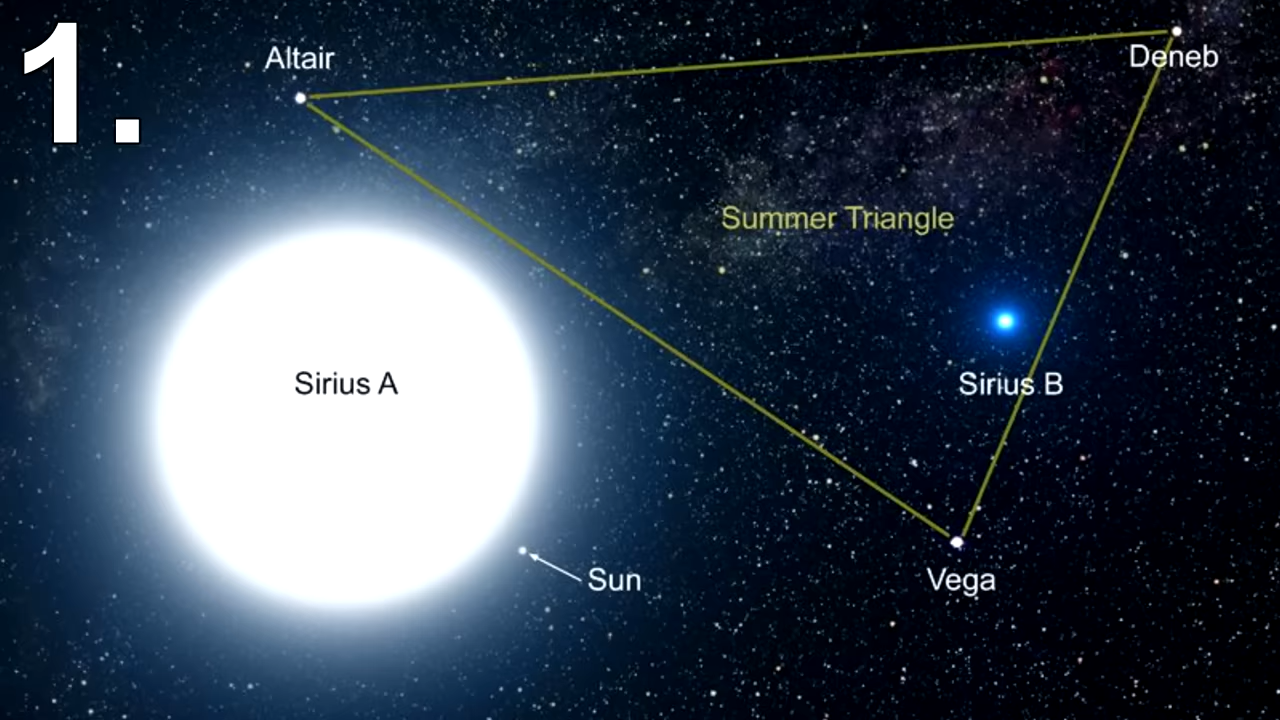 1.
Altair
Deneb
Summer Triangle
Sirius A
Sirius B
Sun
Vega